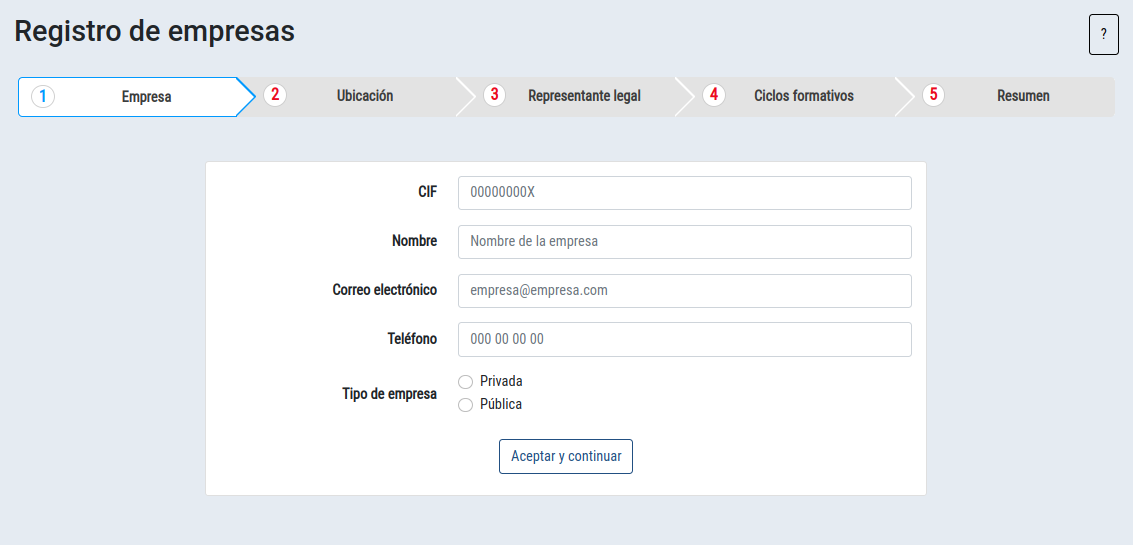 Registro de empresas
?
1 Empresa
2 Ubicación
3 Representante legal
4 Ciclos formativos
5 Resumen
CIF 00000000X
Nombre Nombre de la empresa
Correo electrónico empresa@empresa.com
Teléfono 000 00 00 00
Tipo de empresa
Privada
Pública
Aceptar y continuar